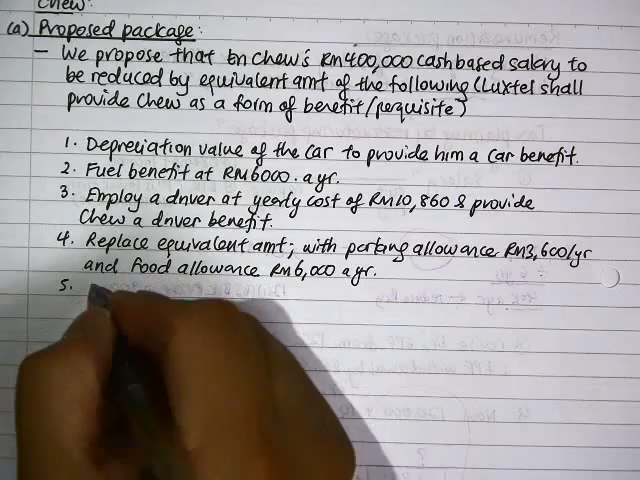 Chew:
(a) Proposed package:
- We propose that En Chew's RM400,000 cash based salary to
be reduced by equivalent amt of the following (Luxtel shall
provide Chew as a form of benefit/perquisite)
1. Depreciation value of the car to provide him a car benefit.
2. Fuel benefit at RM6000. a yr.
3. Employ a driver at yearly cost of RM10,860 & provide
Chew a driver benefit.
4. Replace equivalent amt; with parking allowance RM3,600/yr
and Food allowance RM6,000 a yr.
5.